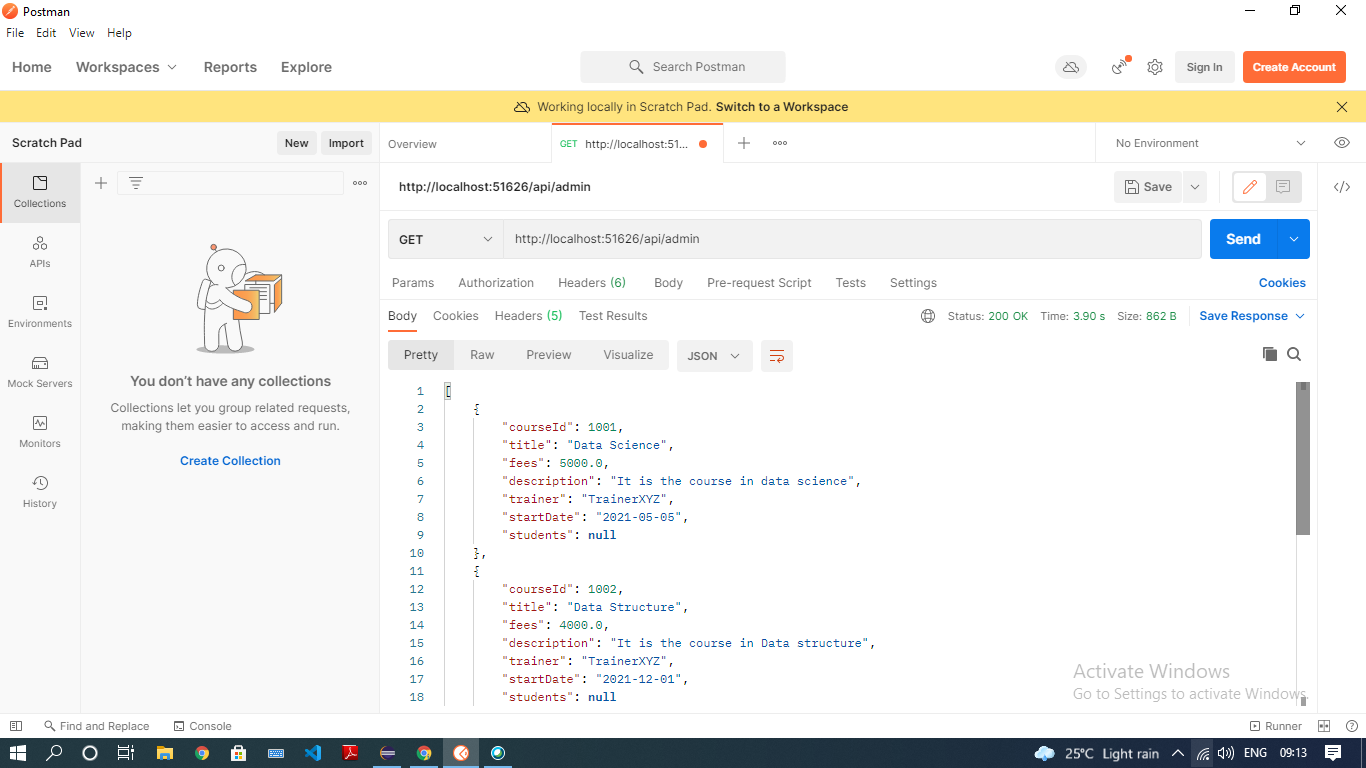 Postman
File Edit View Help
Home Workspaces Reports Explore Search Postman Sign In Create Account
Working locally in Scratch Pad. Switch to a Workspace
Scratch Pad New Import Overview GET http://localhost:51... No Environment
http://localhost:51626/api/admin Save
GET http://localhost:51626/api/admin Send
Params Authorization Headers (6) Body Pre-request Script Tests Settings Cookies
Body Cookies Headers (5) Test Results Status: 200 OK Time: 3.90 s Size: 862 B Save Response
Pretty Raw Preview Visualize JSON
Collections
APIs
Environments
Mock Servers
Monitors
History
You don’t have any collections
Collections let you group related requests,
making them easier to access and run.
Create Collection
1 [
2 {
3 "courseId": 1001,
4 "title": "Data Science",
5 "fees": 5000.0,
6 "description": "It is the course in data science",
7 "trainer": "TrainerXYZ",
8 "startDate": "2021-05-05",
9 "students": null
10 },
11 {
12 "courseId": 1002,
13 "title": "Data Structure",
14 "fees": 4000.0,
15 "description": "It is the course in Data structure",
16 "trainer": "TrainerXYZ",
17 "startDate": "2021-12-01",
18 "students": null
Activate Windows
Go to Settings to activate Windows.
Find and Replace Console Runner
25°C Light rain ENG 09:13